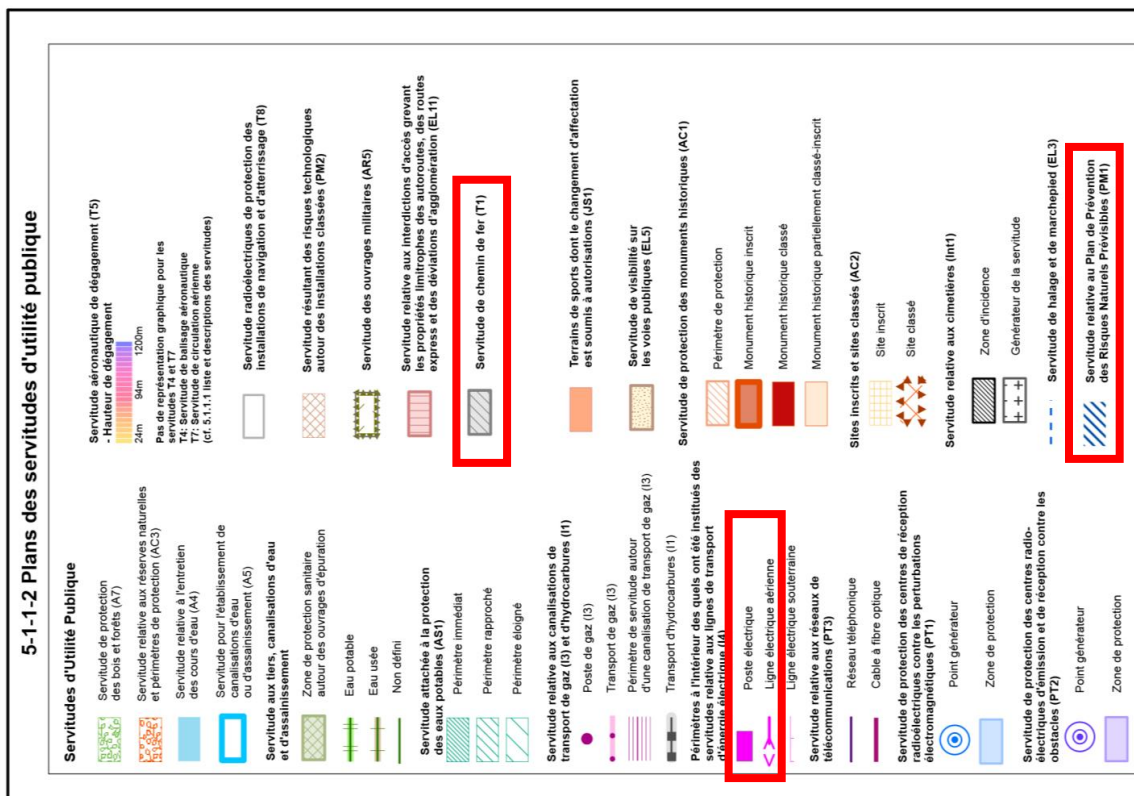 5-1-1-2 Plans des servitudes d'utilité publique
Servitudes d'Utilité Publique
Servitude de protection
des bois et forêts (A7)
Servitude relative aux réserves naturelles
et périmètres de protection (AC3)
Servitude relative à l'entretien
des cours d'eau (A4)
Servitude pour l'établissement de
canalisations d'eau
ou d'assainissement (A5)
Servitude aux tiers, canalisations d'eau
et d'assainissement
Zone de protection sanitaire
autour des ouvrages d'épuration
Eau potable
Eau usée
Non défini
Servitude attachée à la protection
des eaux potables (AS1)
Périmètre immédiat
Périmètre rapproché
Périmètre éloigné
Servitude relative aux canalisations de
transport de gaz (I3) et d'hydrocarbures (I1)
Poste de gaz (I3)
Transport de gaz (I3)
Périmètre de servitude autour
d'une canalisation de transport de gaz (I3)
Transport d'hydrocarbures (I1)
Périmètres à l'intérieur des quels ont été institués des
servitudes relative aux lignes de transport
d'énergie électrique (I4)
Poste électrique
Ligne électrique aérienne
Ligne électrique souterraine
Servitude relative aux réseaux de
télécommunications (PT3)
Réseau téléphonique
Cable à fibre optique
Servitude de protection des centres de réception
radioélectriques contre les perturbations
électromagnétiques (PT1)
Point générateur
Zone de protection
Servitude de protection des centres radio-
électriques d'émission et de réception contre les
obstacles (PT2)
Point générateur
Zone de protection
Servitude aéronautique de dégagement (T5)
- Hauteur de dégagement
24m 94m 1200m
Pas de représentation graphique pour les
servitudes T4 et T7
T4: Servitude de balisage aéronautique
T7: Servitude de circulation aérienne
(cf. 5.1.1.1 liste et descriptions des servitudes)
Servitude radioélectriques de protection des
installations de navigation et d'atterrissage (T8)
Servitude résultant des risques technologiques
autour des installations classées (PM2)
Servitude des ouvrages militaires (AR5)
Servitude relative aux interdictions d'accès grevant
les propriétés limitrophes des autoroutes, des routes
express et des déviations d'agglomération (EL11)
Servitude de chemin de fer (T1)
Terrains de sports dont le changement d'affectation
est soumis à autorisations (JS1)
Servitude de visibilité sur
les voies publiques (EL5)
Servitude de protection des monuments historiques (AC1)
Périmètre de protection
Monument historique inscrit
Monument historique classé
Monument historique partiellement classé-inscrit
Sites inscrits et sites classés (AC2)
Site inscrit
Site classé
Servitude relative aux cimetières (Int1)
Zone d'incidence
Générateur de la servitude
Servitude de halage et de marchepied (EL3)
Servitude relative au Plan de Prévention
des Risques Naturels Prévisibles (PM1)